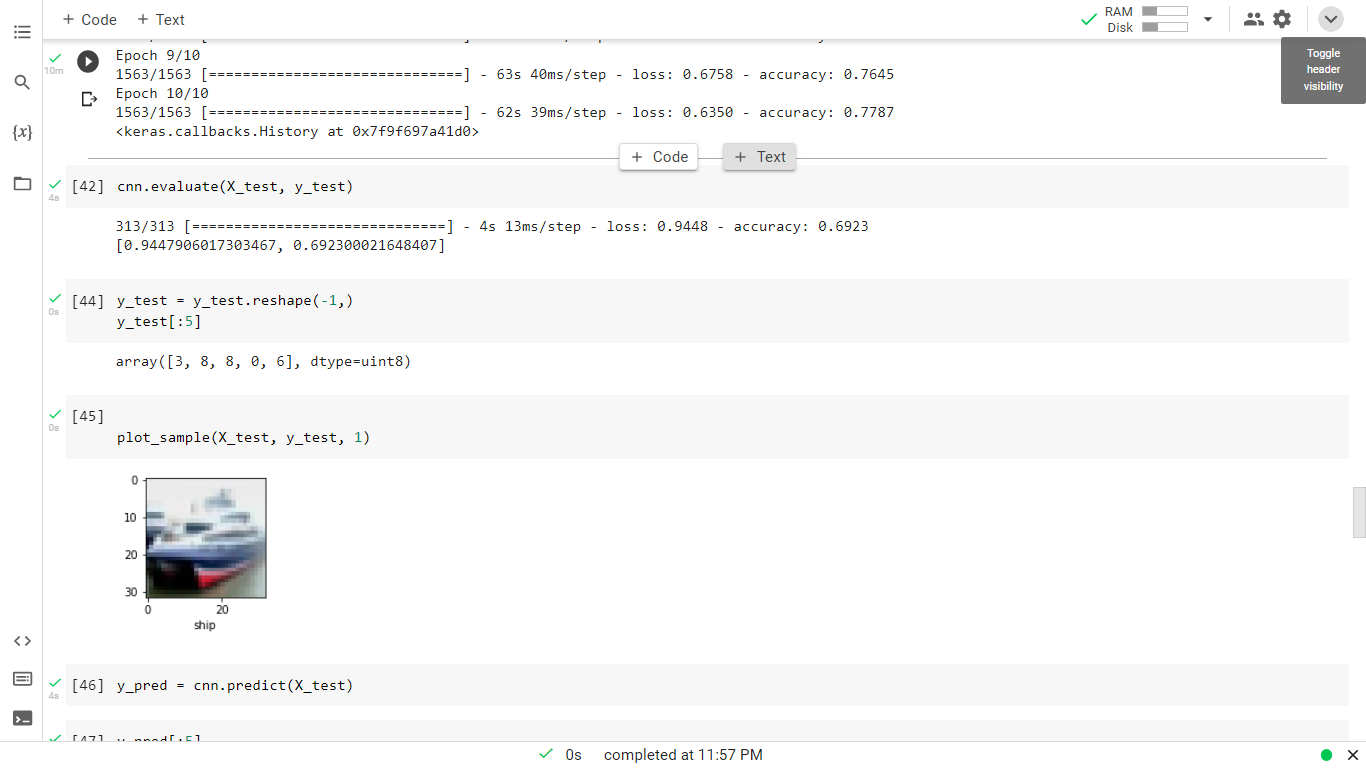 + Code + Text
RAM
Disk
Toggle
header
visibility
10m
Epoch 9/10
1563/1563 [==============================] - 63s 40ms/step - loss: 0.6758 - accuracy: 0.7645
Epoch 10/10
1563/1563 [==============================] - 62s 39ms/step - loss: 0.6350 - accuracy: 0.7787
<keras.callbacks.History at 0x7f9f697a41d0>
+ Code + Text
{x}
[42] cnn.evaluate(X_test, y_test)
4s
313/313 [==============================] - 4s 13ms/step - loss: 0.9448 - accuracy: 0.6923
[0.9447906017303467, 0.692300021648407]
[44] y_test = y_test.reshape(-1,)
0s
y_test[:5]
array([3, 8, 8, 0, 6], dtype=uint8)
[45]
0s
plot_sample(X_test, y_test, 1)
0
10
20
30
0 20
ship
[46] y_pred = cnn.predict(X_test)
4s
[47] y_pred[:5]
0s completed at 11:57 PM